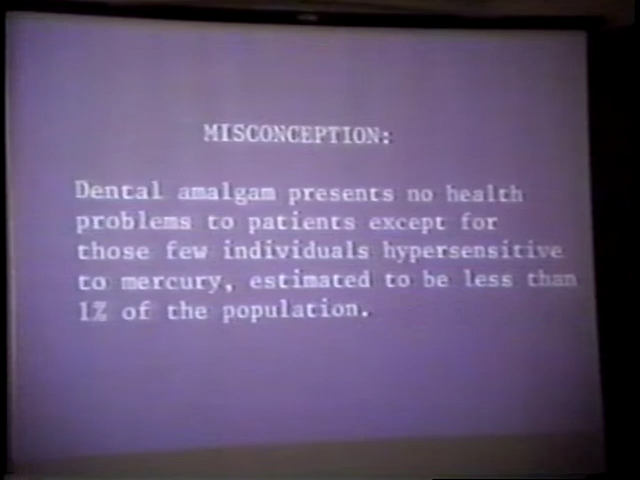 MISCONCEPTION:
Dental amalgam presents no health
problems to patients except for
those few individuals hypersensitive
to mercury, estimated to be less than
1% of the population.